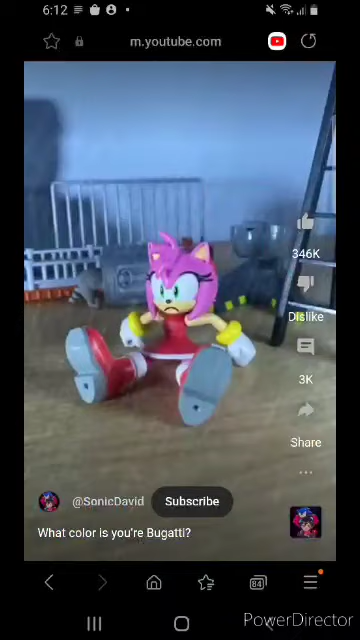 6:12
m.youtube.com
346K
Dislike
3K
Share
@SonicDavid
Subscribe
What color is you're Bugatti?
84
PowerDirector